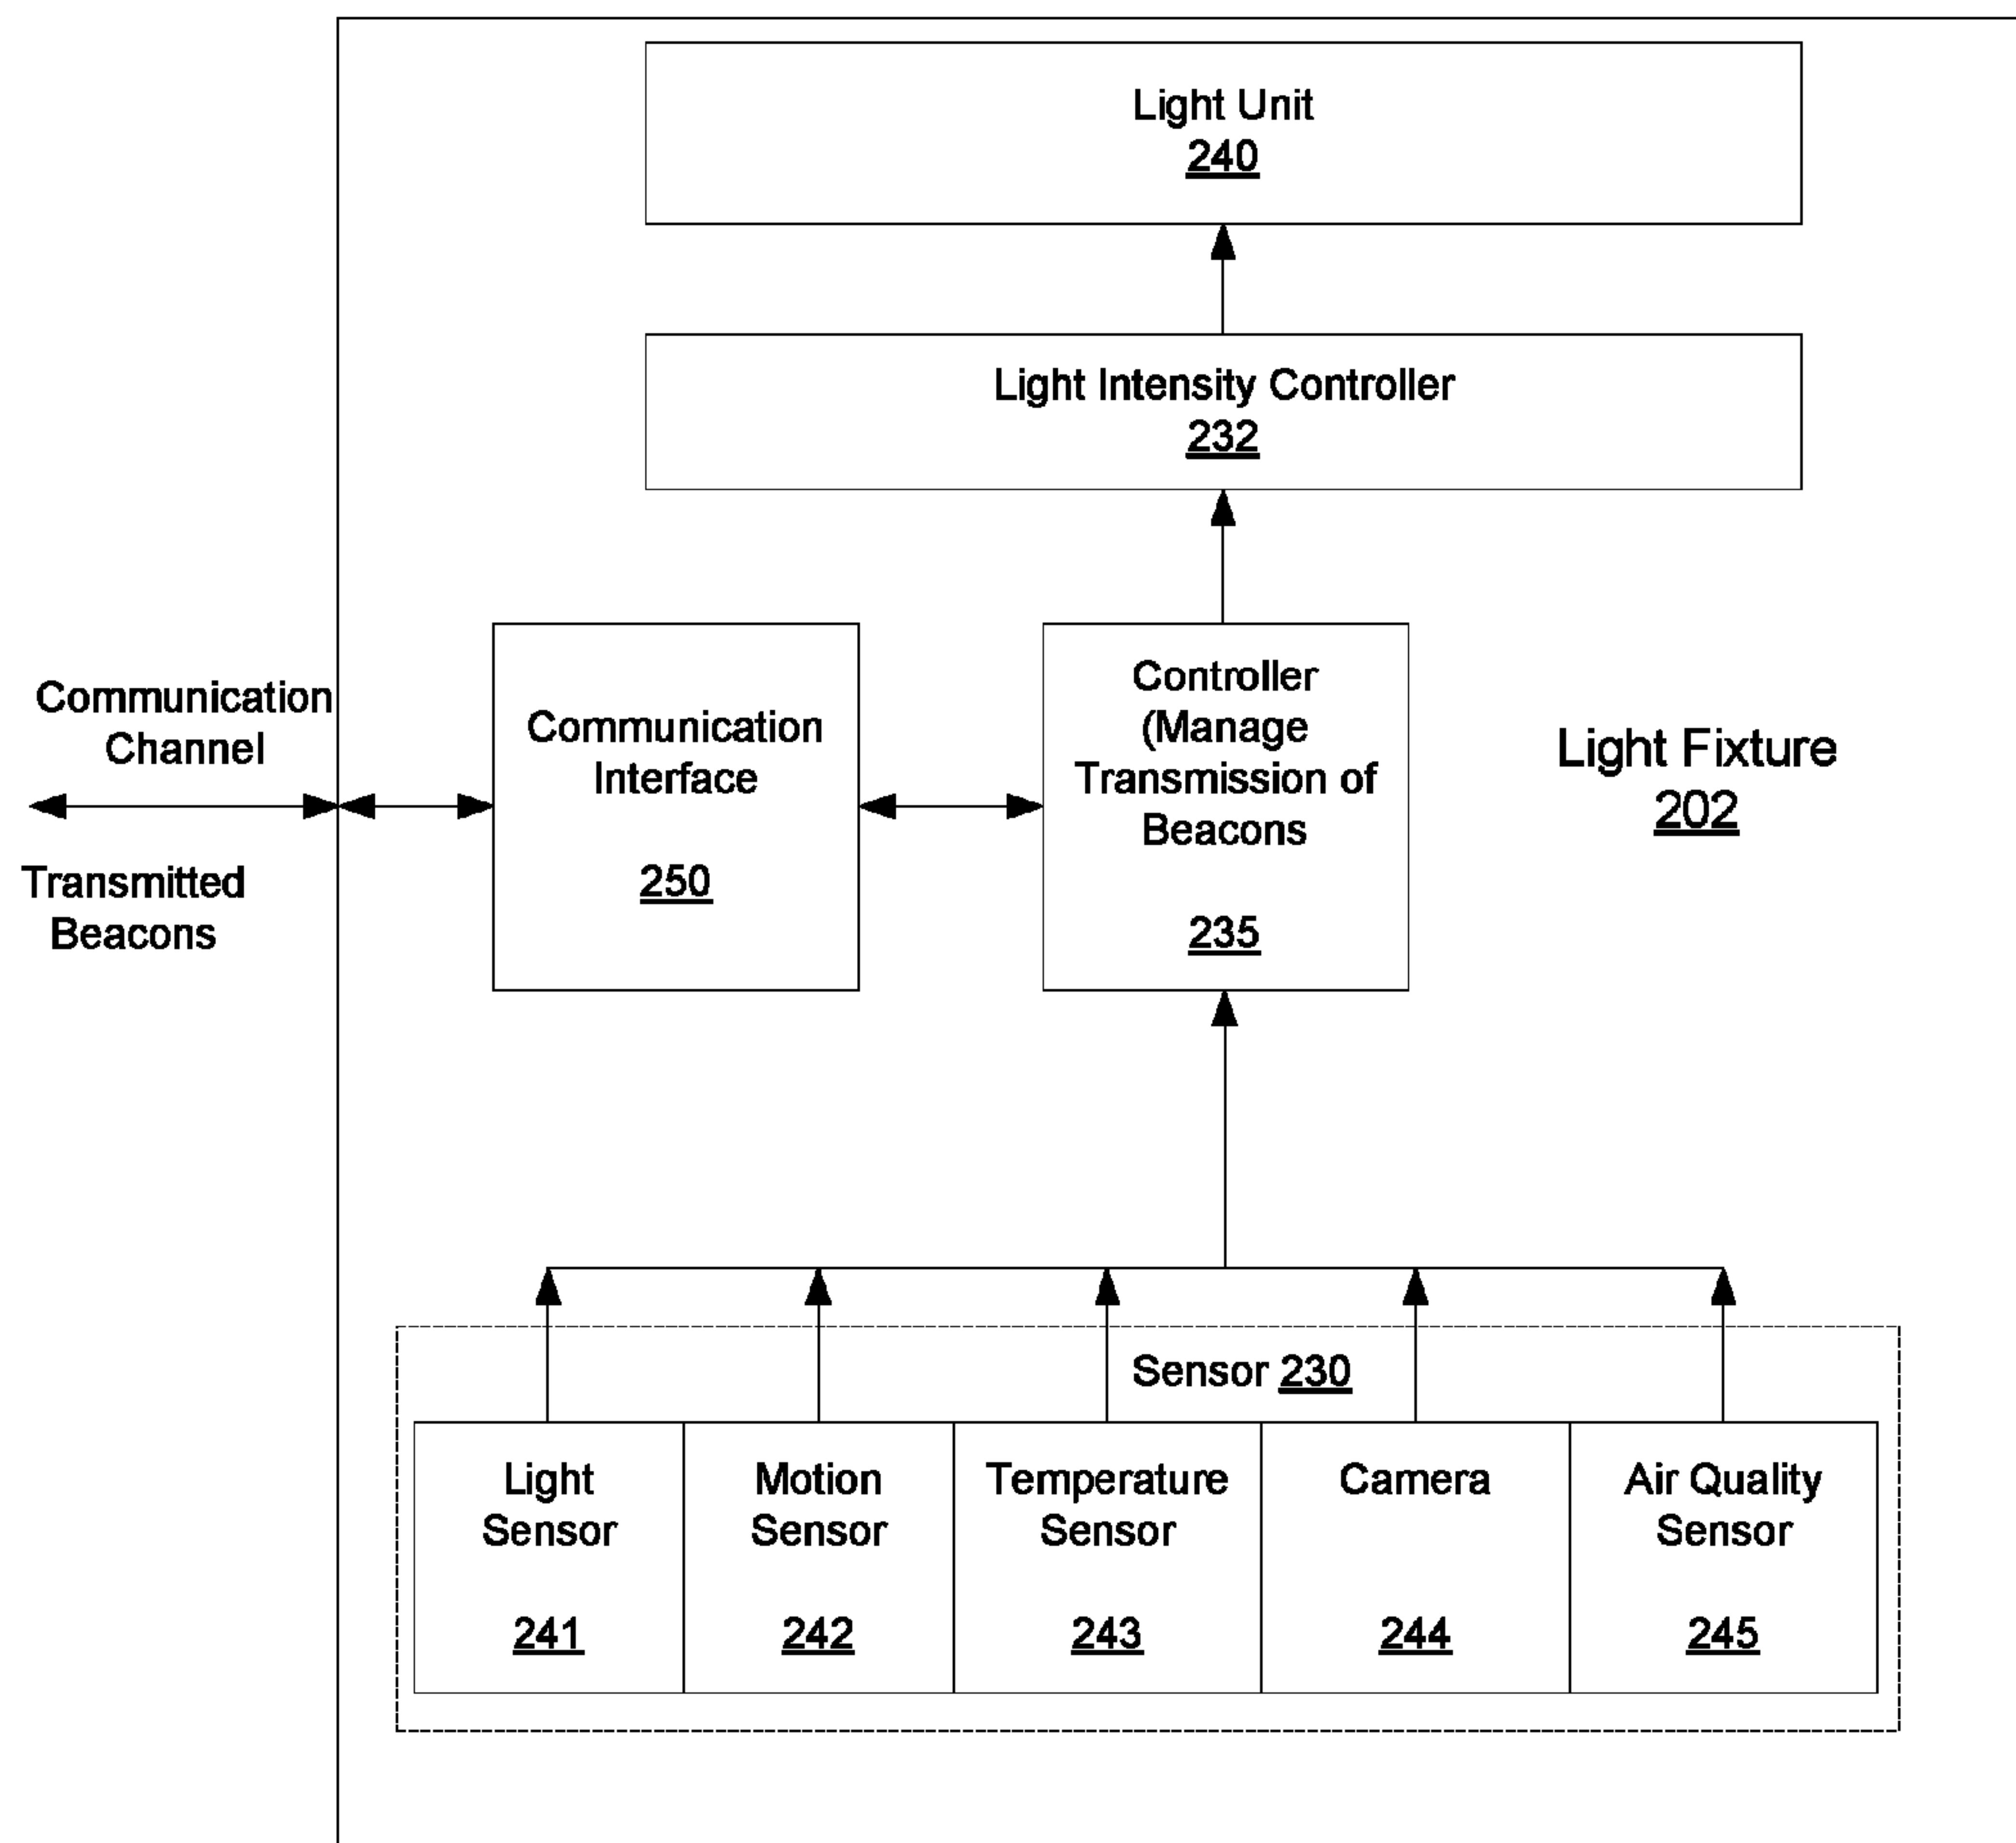 Light Unit
240
Light Intensity Controller
232
Communication
Channel
Transmitted
Beacons
Communication
Interface
250
Controller
(Manage
Transmission of
Beacons
235
Light Fixture
202
Sensor 230
Light
Sensor
241
Motion
Sensor
242
Temperature
Sensor
243
Camera
244
Air Quality
Sensor
245